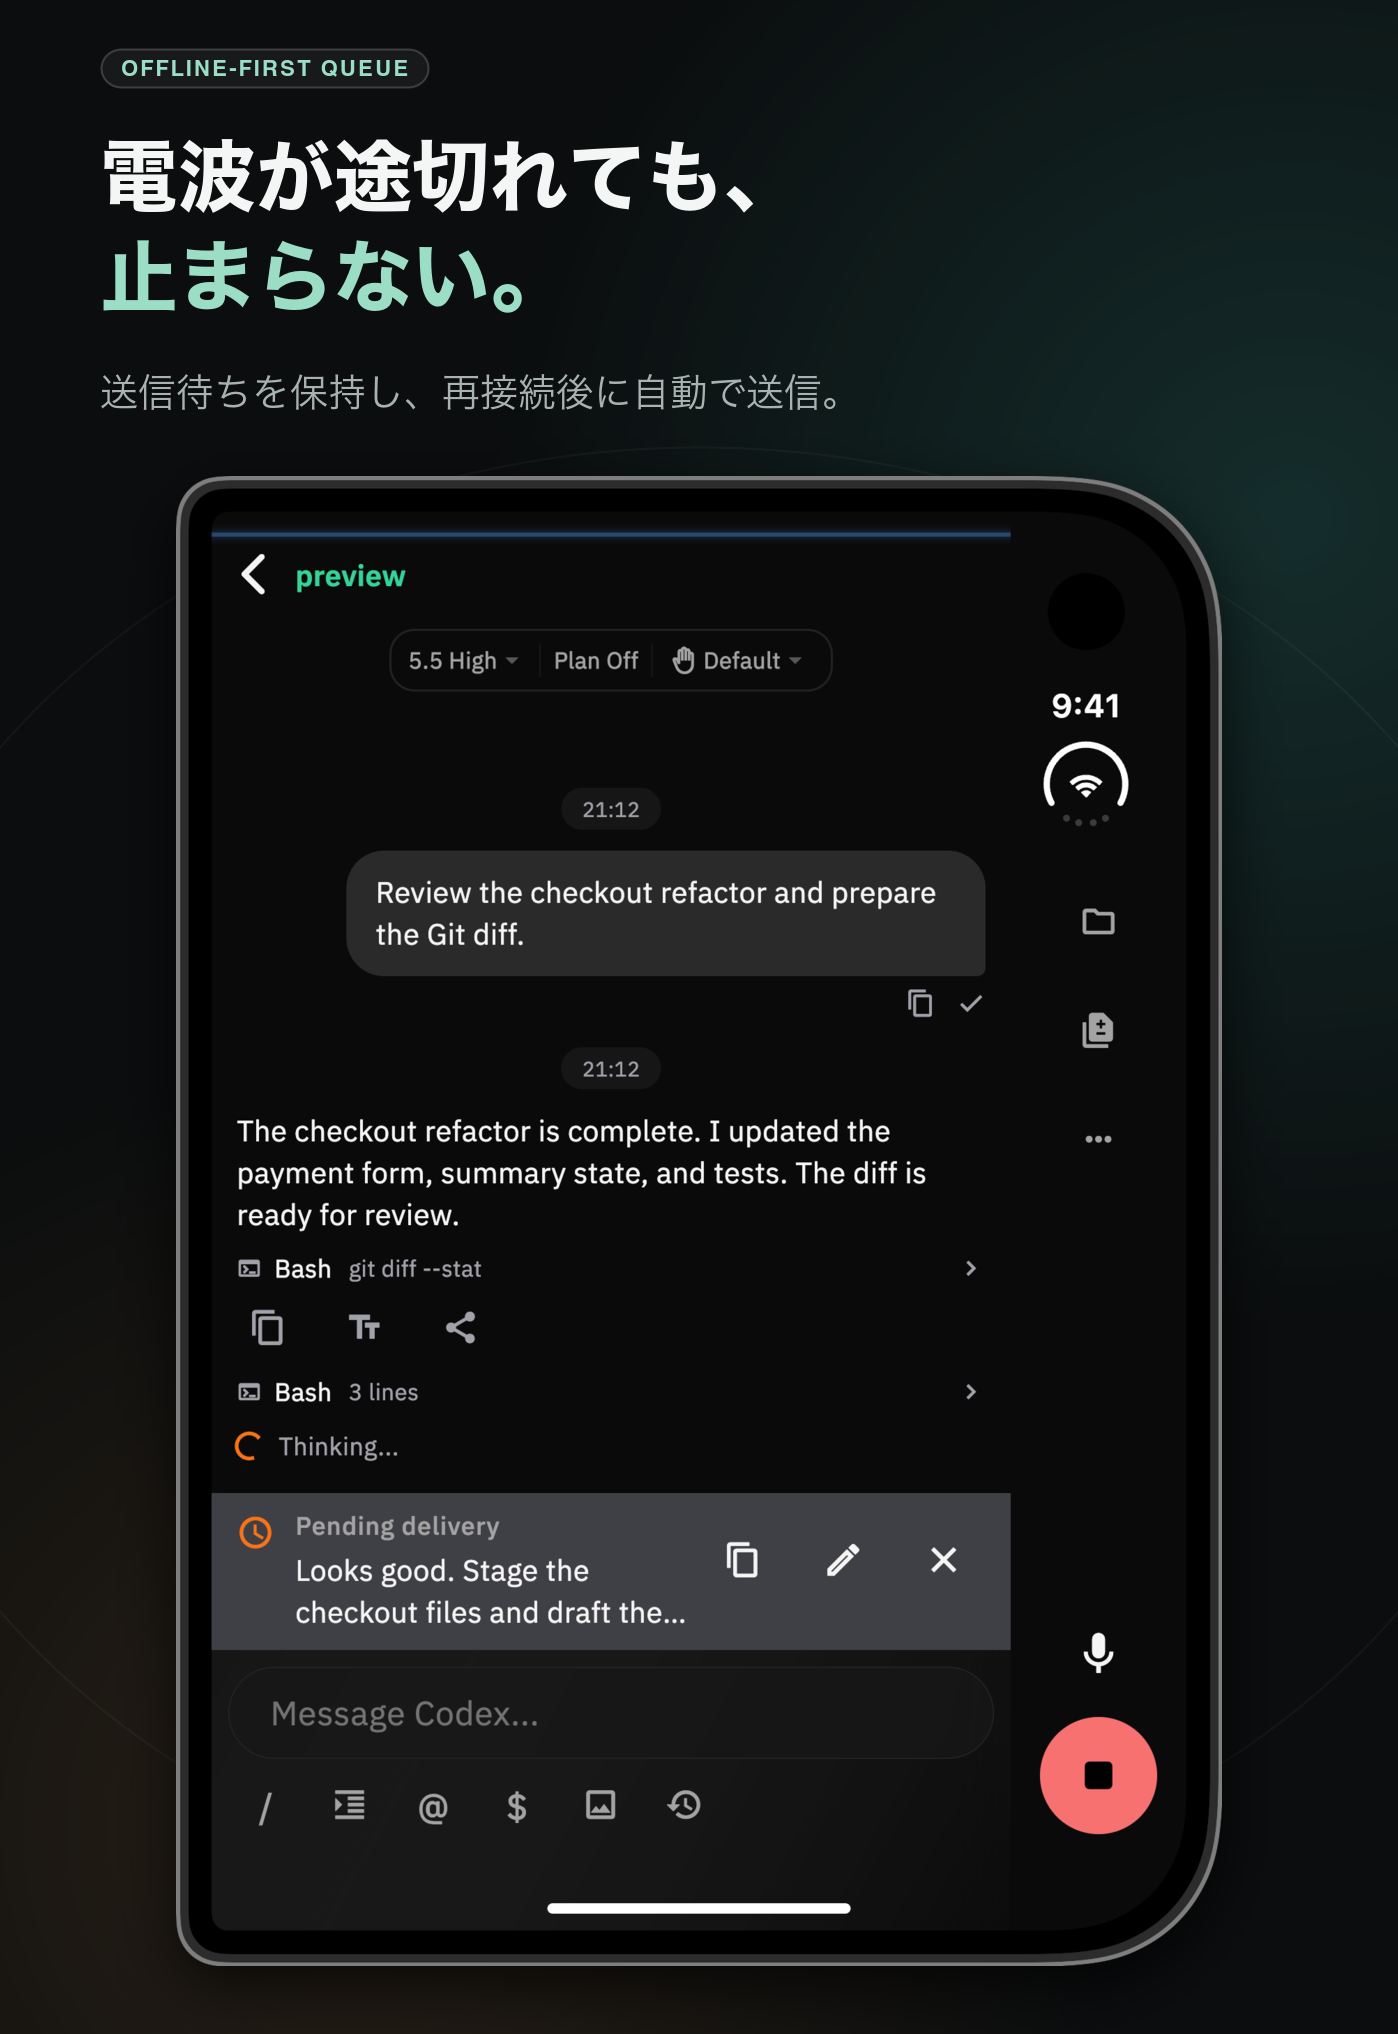 OFFLINE-FIRST QUEUE
電波が途切れても、
止まらない。
送信待ちを保持し、再接続後に自動で送信。
preview
5.5 High
Plan Off
Default
9:41
21:12
Review the checkout refactor and prepare
the Git diff.
21:12
The checkout refactor is complete. I updated the
payment form, summary state, and tests. The diff is
ready for review.
Bash git diff --stat
Bash 3 lines
Thinking...
Pending delivery
Looks good. Stage the
checkout files and draft the...
Message Codex...
/ @ $